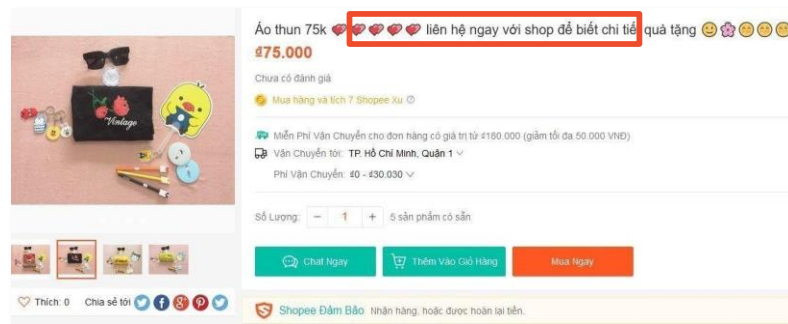 Áo thun 75k 💝💝💝💝💝 liên hệ ngay với shop để biết chi tiết quà tặng 🙂🌸😊😊😊
₫75.000
Chưa có đánh giá
Mua hàng và tích 7 Shopee Xu
Miễn Phí Vận Chuyển cho đơn hàng có giá trị từ ₫180.000 (giảm tối đa 50.000 VNĐ)
Vận Chuyển tới: TP. Hồ Chí Minh, Quận 1
Phí Vận Chuyển: ₫0 - ₫30.030
Số Lượng: − 1 + 5 sản phẩm có sẵn
Chat Ngay Thêm Vào Giỏ Hàng Mua Ngay
Vintage
Thích: 0 Chia sẻ tới
Shopee Đảm Bảo Nhận hàng, hoặc được hoàn lại tiền.